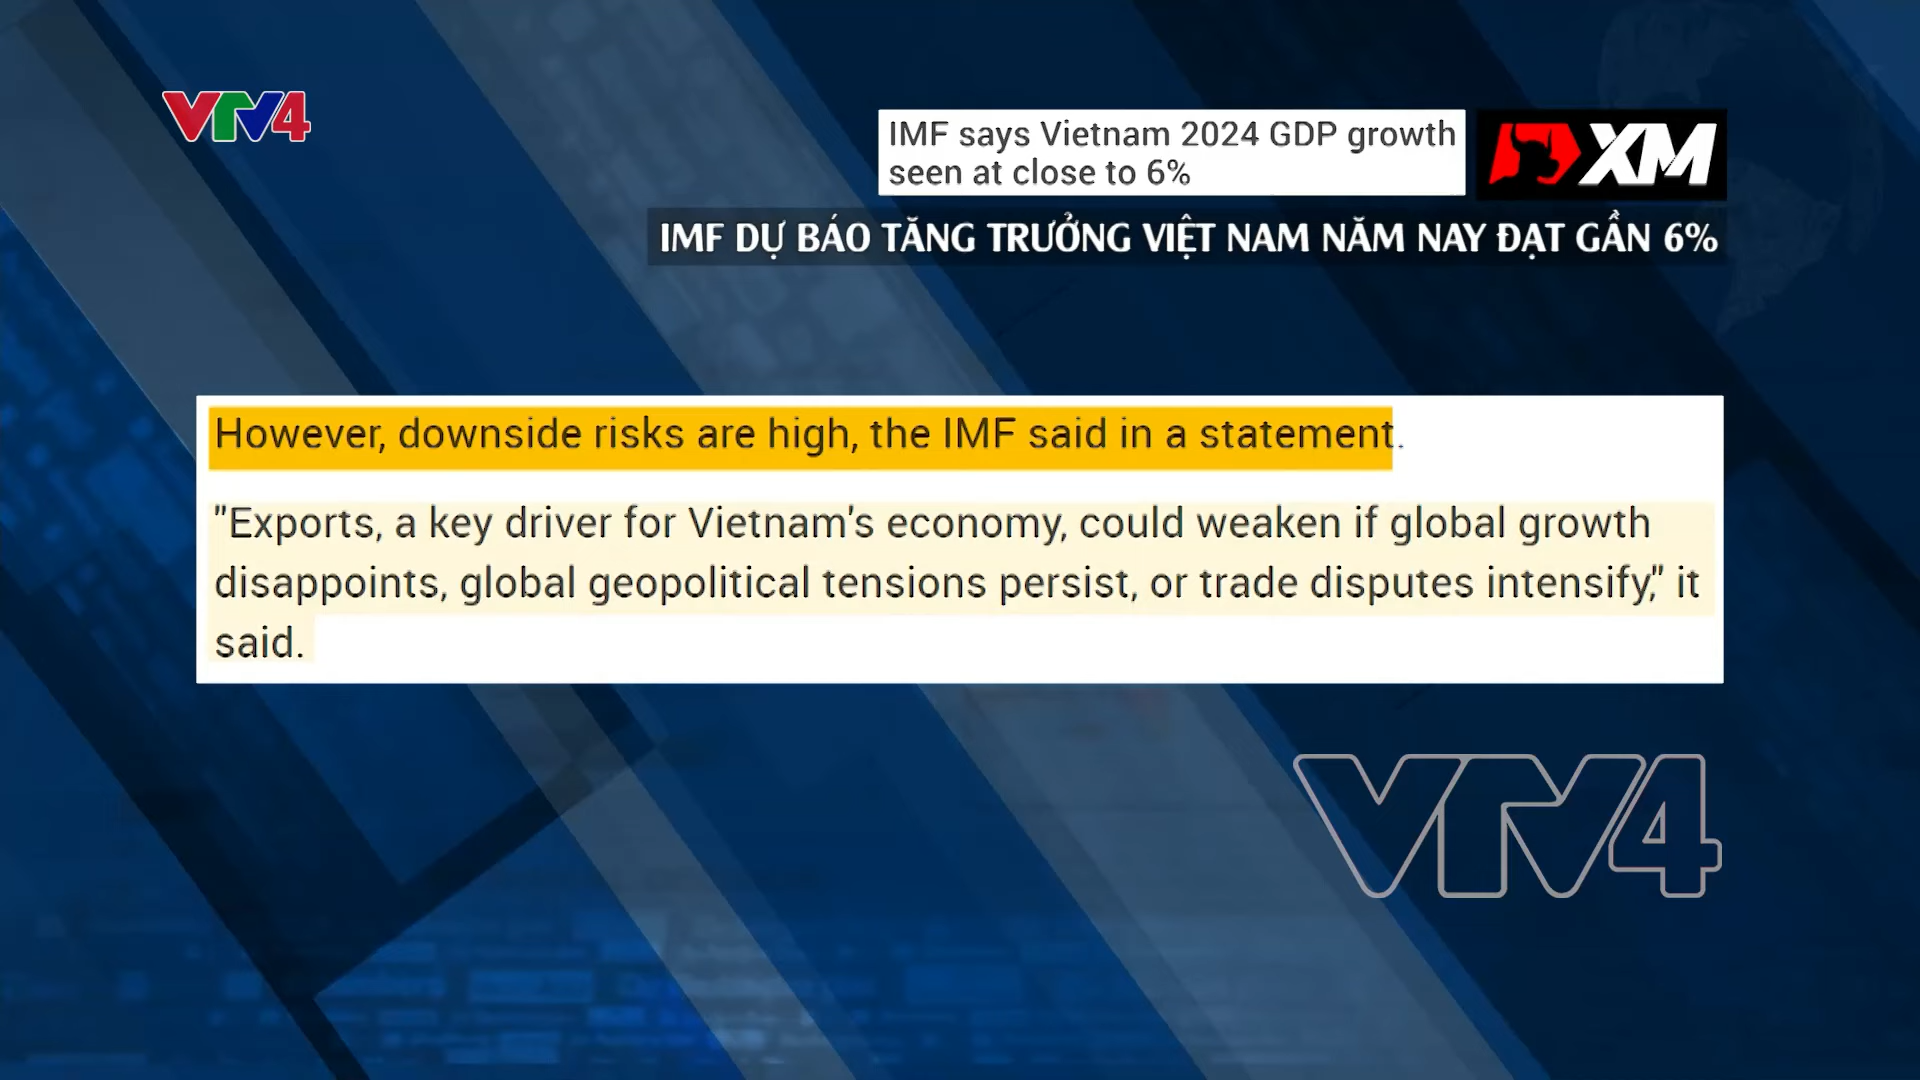 VTV4
IMF says Vietnam 2024 GDP growth
seen at close to 6%
XM
IMF DỰ BÁO TĂNG TRƯỞNG VIỆT NAM NĂM NAY ĐẠT GẦN 6%
However, downside risks are high, the IMF said in a statement.
"Exports, a key driver for Vietnam's economy, could weaken if global growth
disappoints, global geopolitical tensions persist, or trade disputes intensify," it
said.
VTV4